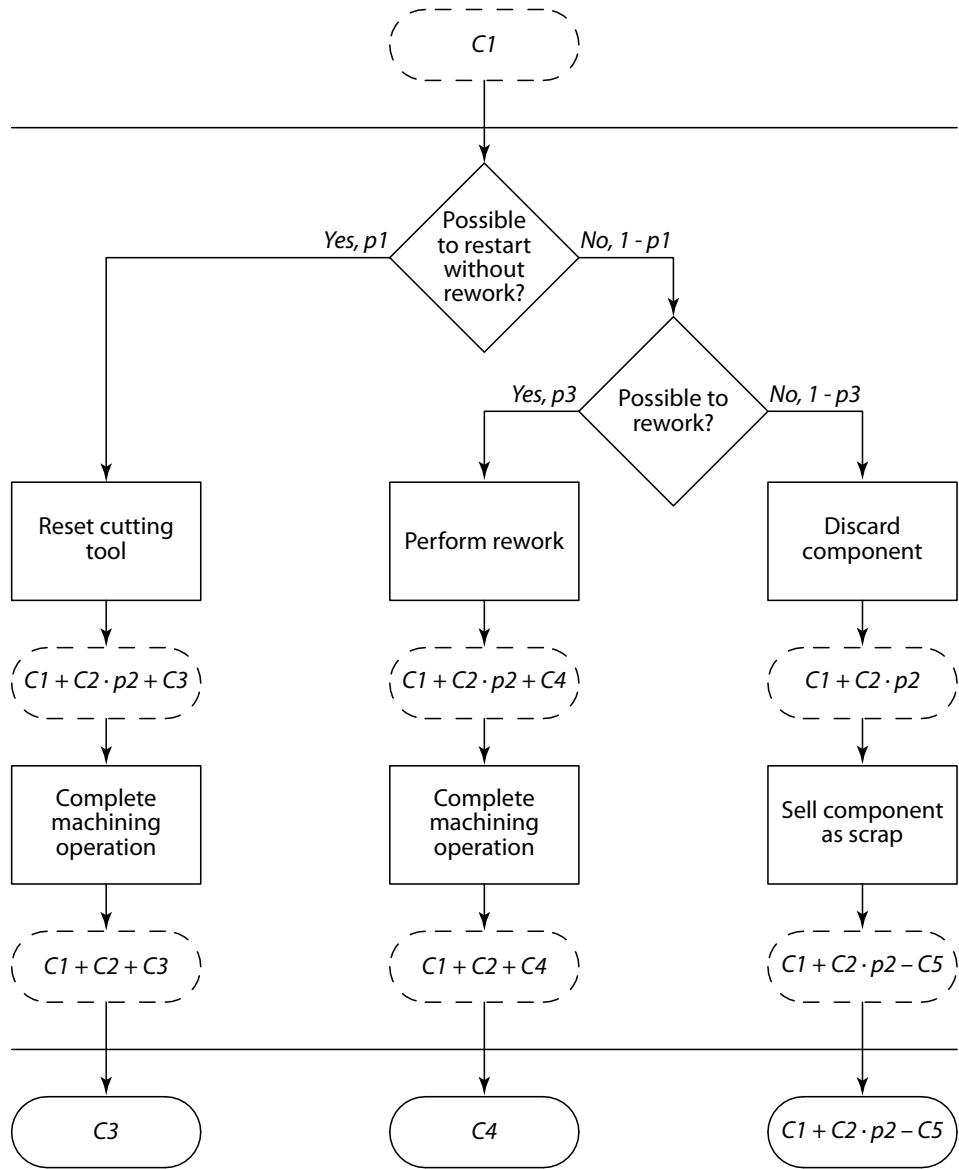 C1
Possible
to restart
without
rework?
Yes, p1
No, 1 - p1
Possible to
rework?
Yes, p3
No, 1 - p3
Reset cutting
tool
Perform rework
Discard
component
C1 + C2 · p2 + C3
C1 + C2 · p2 + C4
C1 + C2 · p2
Complete
machining
operation
Complete
machining
operation
Sell component
as scrap
C1 + C2 + C3
C1 + C2 + C4
C1 + C2 · p2 – C5
C3
C4
C1 + C2 · p2 – C5